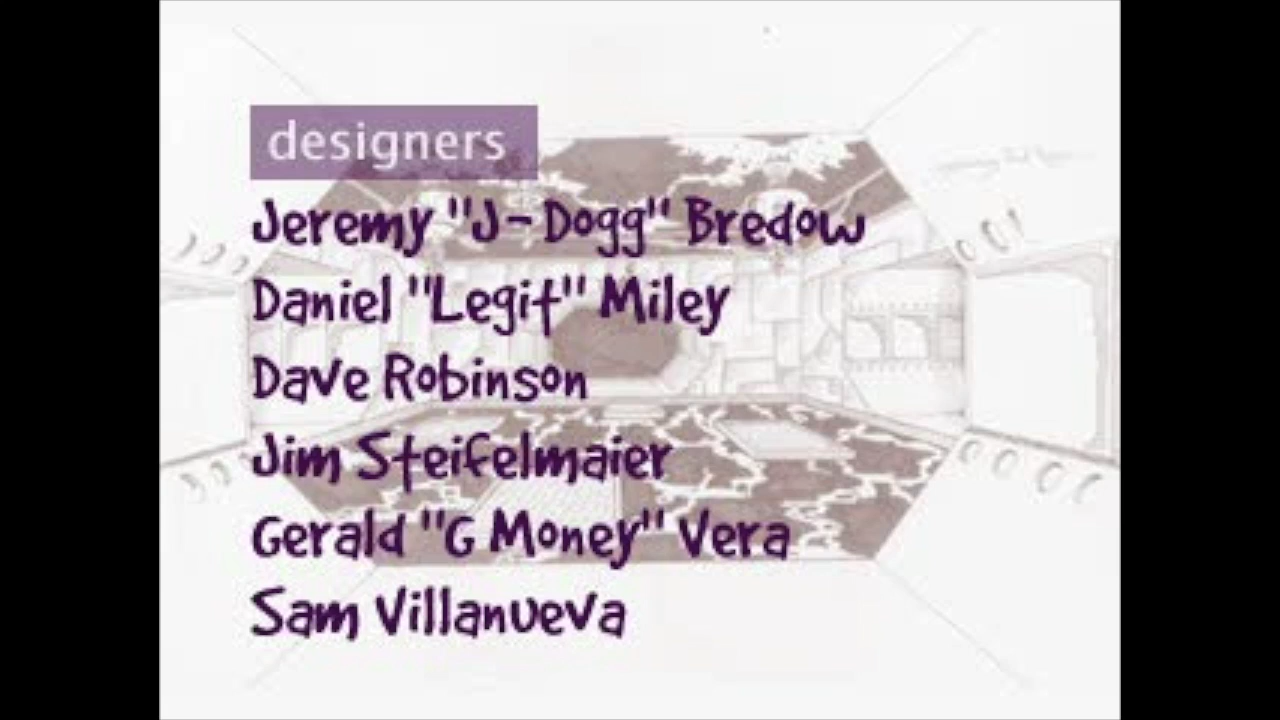 designers
Jeremy "J-Dogg" Bredow
Daniel "Legit" Miley
Dave Robinson
Jim Steifelmaier
Gerald "G Money" Vera
Sam Villanueva